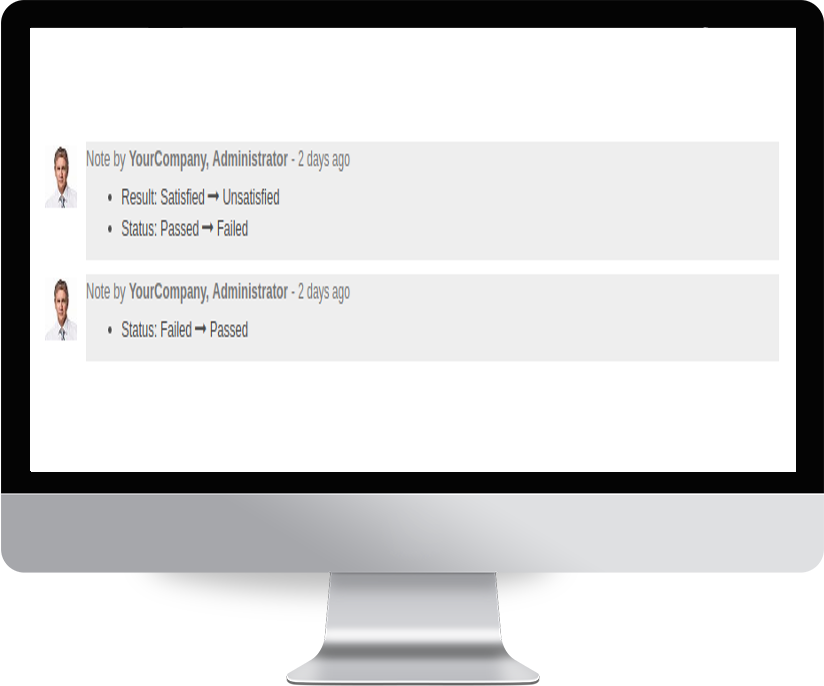 Note by YourCompany, Administrator - 2 days ago
• Result: Satisfied ➞ Unsatisfied
• Status: Passed ➞ Failed
Note by YourCompany, Administrator - 2 days ago
• Status: Failed ➞ Passed